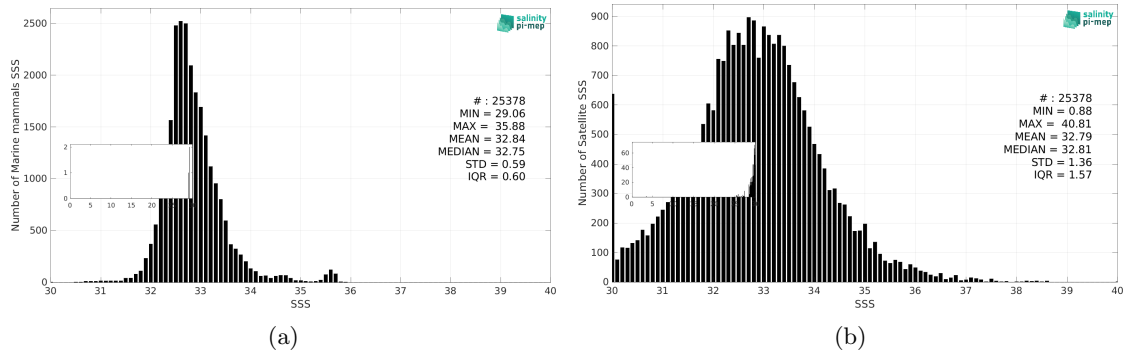 salinity
pi-mep
Number of Marine mammals SSS
2500
2000
1500
1000
500
0
# : 25378
MIN = 29.06
MAX = 35.88
MEAN = 32.84
MEDIAN = 32.75
STD = 0.59
IQR = 0.60
2
1
0
0 5 10 15 20
30 31 32 33 34 35 36 37 38 39 40
SSS
(a)
salinity
pi-mep
Number of Satellite SSS
900
800
700
600
500
400
300
200
100
0
# : 25378
MIN = 0.88
MAX = 40.81
MEAN = 32.79
MEDIAN = 32.81
STD = 1.36
IQR = 1.57
60
40
20
0
0 5
30 31 32 33 34 35 36 37 38 39 40
SSS
(b)